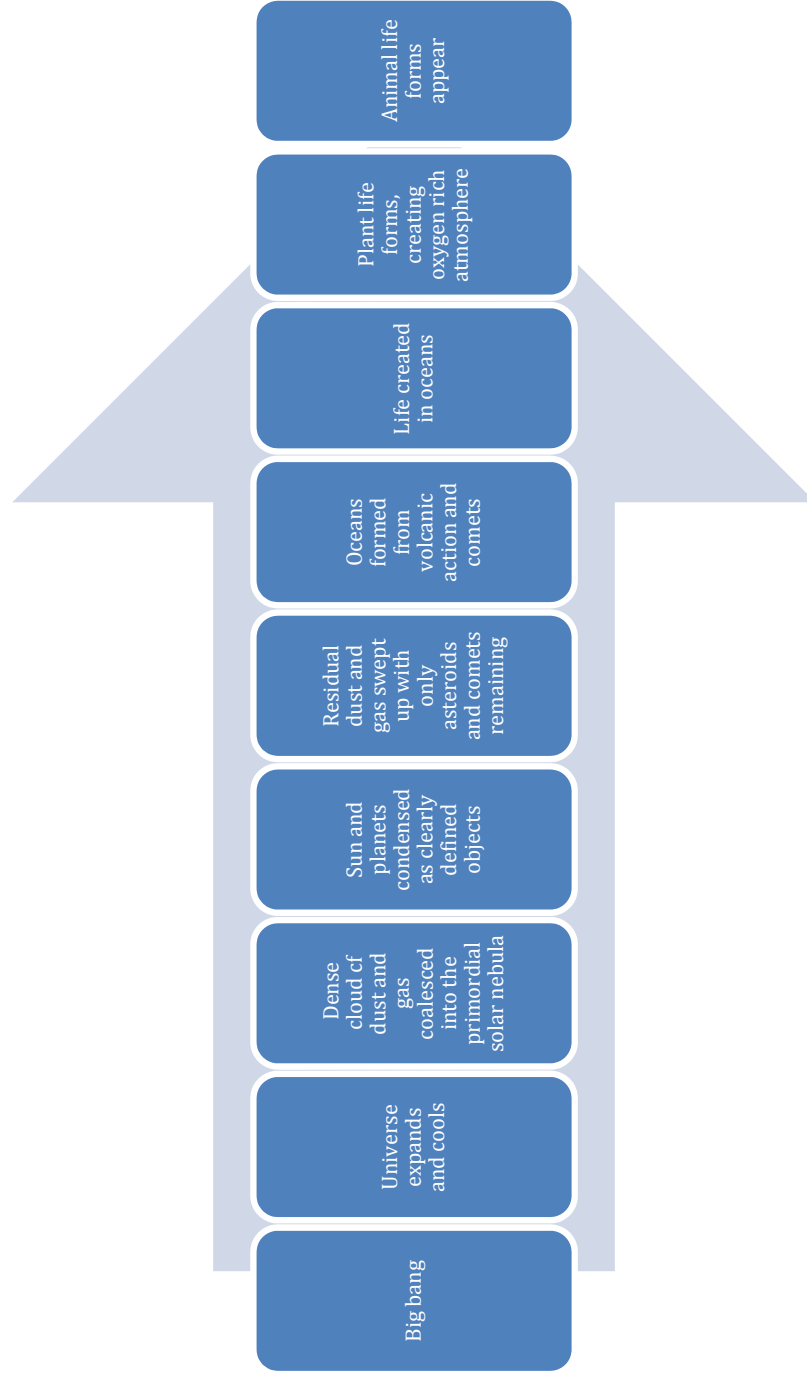 Big bang
Universe
expands
and cools
Dense
cloud cf
dust and
gas
coalesced
into the
primordial
solar nebula
Sun and
planets
condensed
as clearly
defined
objects
Residual
dust and
gas swept
up with
only
asteroids
and comets
remaining
Oceans
formed
from
volcanic
action and
comets
Life created
in oceans
Plant life
forms,
creating
oxygen rich
atmosphere
Animal life
forms
appear